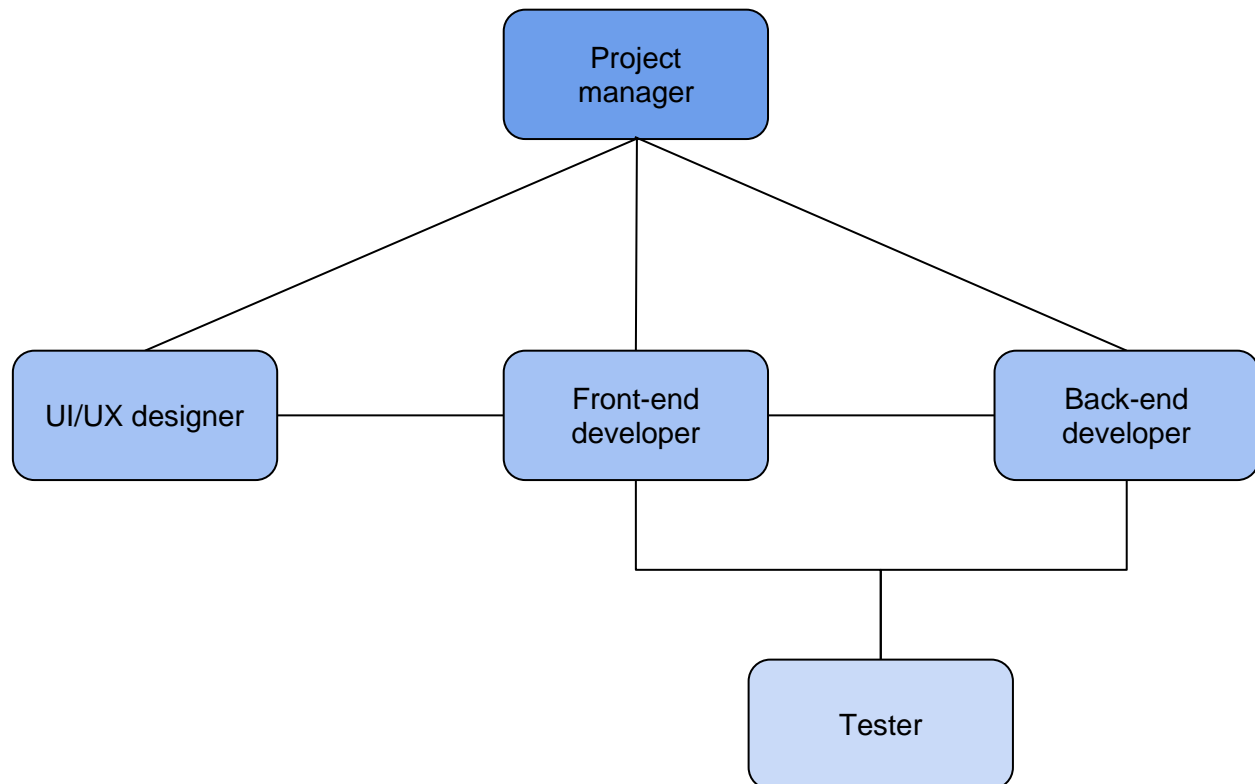 Project
manager
UI/UX designer
Front-end
developer
Back-end
developer
Tester